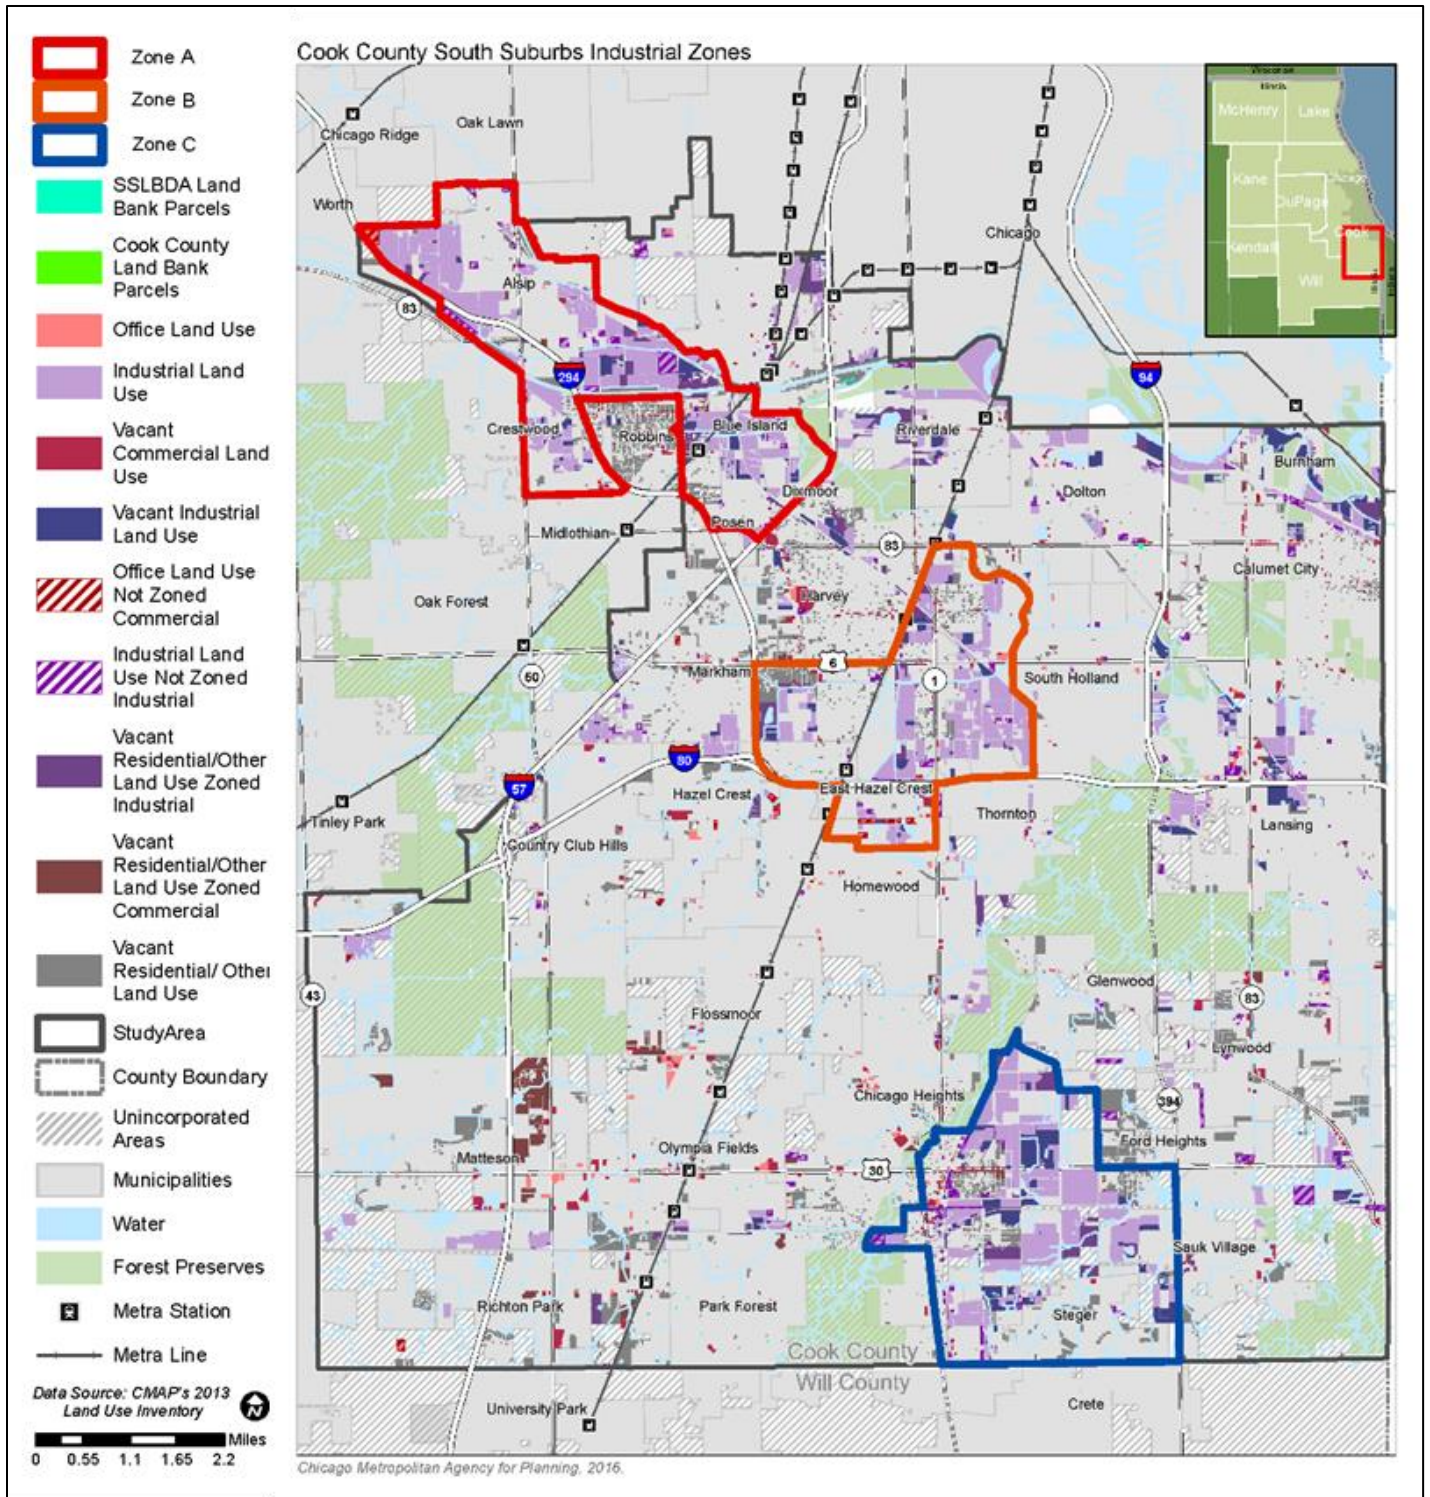 Cook County South Suburbs Industrial Zones
Zone A
Zone B
Zone C
SSLBDA Land
Bank Parcels
Cook County
Land Bank
Parcels
Office Land Use
Industrial Land
Use
Vacant
Commercial Land
Use
Vacant Industrial
Land Use
Office Land Use
Not Zoned
Commercial
Industrial Land
Use Not Zoned
Industrial
Vacant
Residential/Other
Land Use Zoned
Industrial
Vacant
Residential/Other
Land Use Zoned
Commercial
Vacant
Residential/ Other
Land Use
StudyArea
County Boundary
Unincorporated
Areas
Municipalities
Water
Forest Preserves
Metra Station
Metra Line
Data Source: CMAP's 2013
Land Use Inventory
N
Miles
0 0.55 1.1 1.65 2.2
Wisconsin
Illinois
McHenry
Lake
Kane
DuPage
Chicago
Cook
Kendall
Will
Oak Lawn
Chicago Ridge
Worth
Chicago
Alsip
83
294
94
Crestwood
Robbins
Blue Island
Riverdale
Burnham
Dixmoor
Dolton
Posen
Midlothian
83
Calumet City
Harvey
Oak Forest
6
Markham
60
1
South Holland
80
57
Hazel Crest
East Hazel Crest
Thornton
Tinley Park
Lansing
Country Club Hills
Homewood
Glenwood
43
83
Flossmoor
Lynwood
Chicago Heights
394
Ford Heights
Olympia Fields
Matteson
30
Sauk Village
Richton Park
Park Forest
Steger
Cook County
Will County
Crete
University Park
Chicago Metropolitan Agency for Planning, 2016.